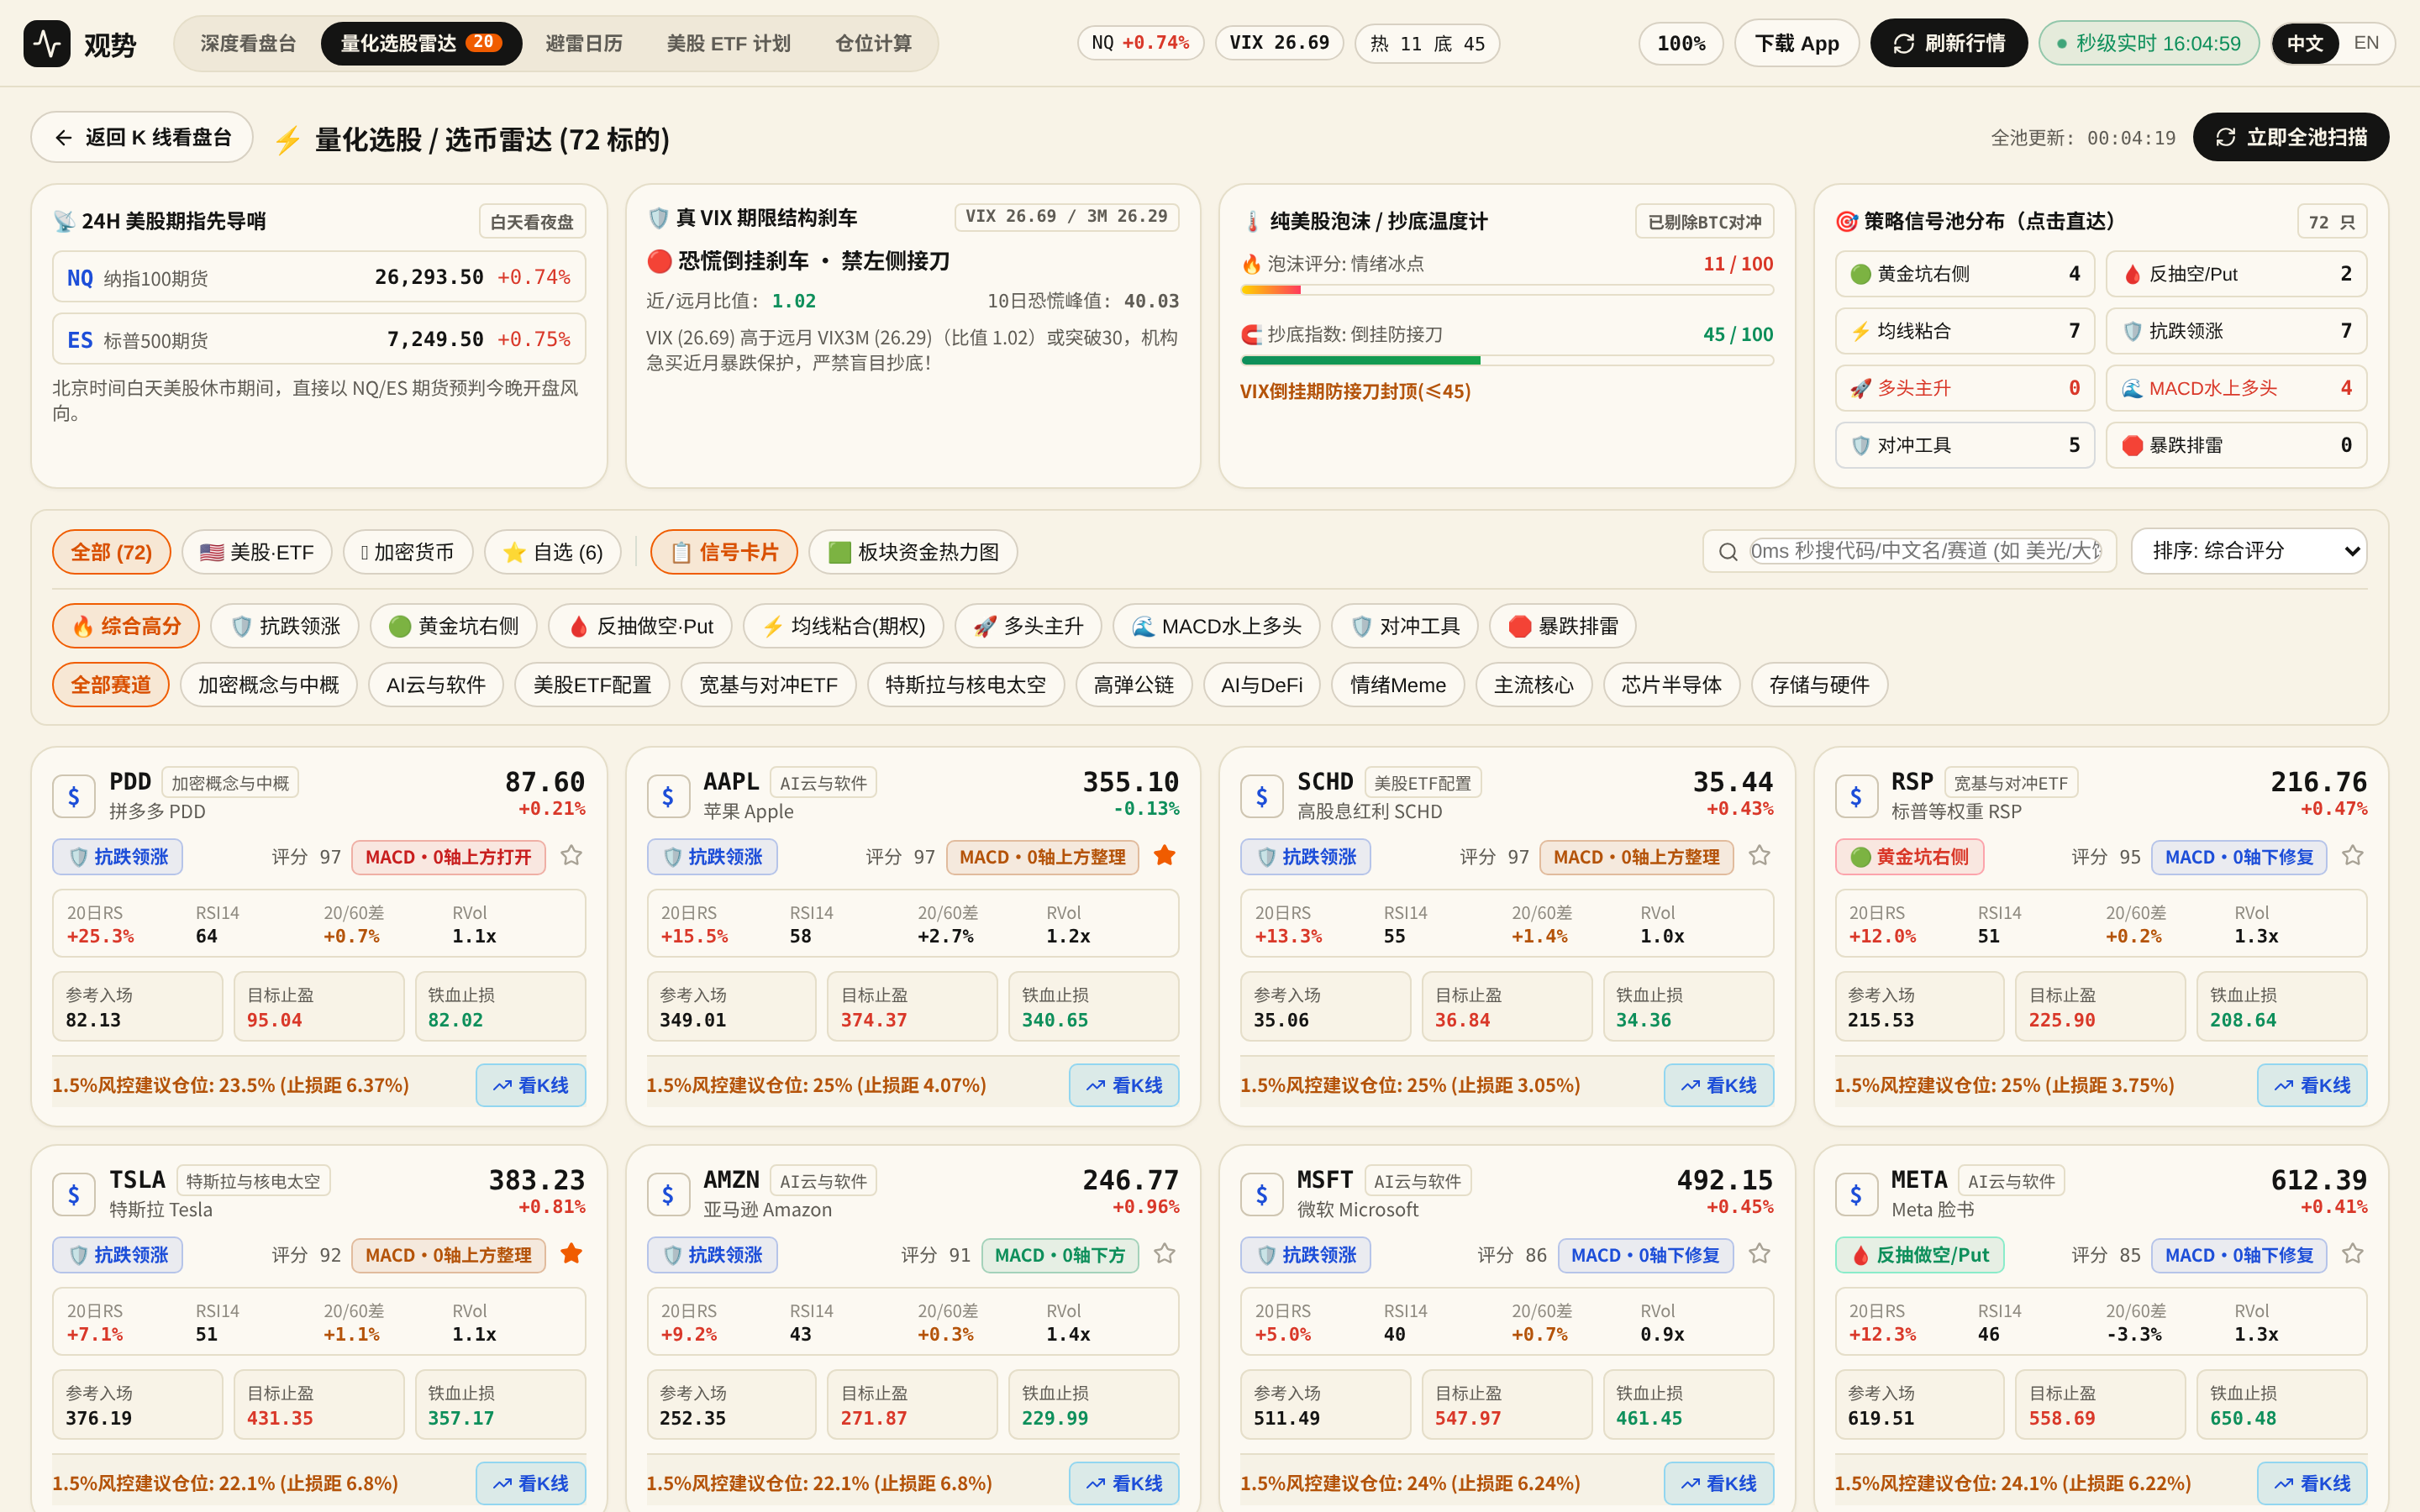 观势
深度看盘台 量化选股雷达 20 避雷日历 美股 ETF 计划 仓位计算
NQ +0.74% VIX 26.69 热 11 底 45
100% 下载 App 刷新行情 秒级实时 16:04:59 中文 EN
返回 K 线看盘台 ⚡ 量化选股 / 选币雷达 (72 标的)
全池更新: 00:04:19 立即全池扫描
24H 美股期指先导哨 白天看夜盘
NQ 纳指100期货 26,293.50 +0.74%
ES 标普500期货 7,249.50 +0.75%
北京时间白天美股休市期间，直接以 NQ/ES 期货预判今晚开盘风
向。
真 VIX 期限结构刹车 VIX 26.69 / 3M 26.29
恐慌倒挂刹车 · 禁左侧接刀
近/远月比值: 1.02 10日恐慌峰值: 40.03
VIX (26.69) 高于远月 VIX3M (26.29)（比值 1.02）或突破30，机构
急买近月暴跌保护，严禁盲目抄底！
纯美股泡沫 / 抄底温度计 已剔除BTC对冲
泡沫评分: 情绪冰点 11 / 100
抄底指数: 倒挂防接刀 45 / 100
VIX倒挂期防接刀封顶(≤45)
策略信号池分布（点击直达） 72 只
黄金坑右侧 4 反抽空/Put 2
均线粘合 7 抗跌领涨 7
多头主升 0 MACD水上多头 4
对冲工具 5 暴跌排雷 0
全部 (72) 美股·ETF 加密货币 自选 (6) 信号卡片 板块资金热力图
0ms 秒搜代码/中文名/赛道 (如 美光/大饼 排序: 综合评分
综合高分 抗跌领涨 黄金坑右侧 反抽做空·Put 均线粘合(期权) 多头主升 MACD水上多头 对冲工具 暴跌排雷
全部赛道 加密概念与中概 AI云与软件 美股ETF配置 宽基与对冲ETF 特斯拉与核电太空 高弹公链 AI与DeFi 情绪Meme 主流核心 芯片半导体 存储与硬件
$ PDD 加密概念与中概 87.60
拼多多 PDD +0.21%
抗跌领涨 评分 97 MACD · 0轴上方打开
20日RS RSI14 20/60差 RVol
+25.3% 64 +0.7% 1.1x
参考入场 目标止盈 铁血止损
82.13 95.04 82.02
1.5%风控建议仓位: 23.5% (止损距 6.37%) 看K线
$ AAPL AI云与软件 355.10
苹果 Apple -0.13%
抗跌领涨 评分 97 MACD · 0轴上方整理
20日RS RSI14 20/60差 RVol
+15.5% 58 +2.7% 1.2x
参考入场 目标止盈 铁血止损
349.01 374.37 340.65
1.5%风控建议仓位: 25% (止损距 4.07%) 看K线
$ SCHD 美股ETF配置 35.44
高股息红利 SCHD +0.43%
抗跌领涨 评分 97 MACD · 0轴上方整理
20日RS RSI14 20/60差 RVol
+13.3% 55 +1.4% 1.0x
参考入场 目标止盈 铁血止损
35.06 36.84 34.36
1.5%风控建议仓位: 25% (止损距 3.05%) 看K线
$ RSP 宽基与对冲ETF 216.76
标普等权重 RSP +0.47%
黄金坑右侧 评分 95 MACD · 0轴下修复
20日RS RSI14 20/60差 RVol
+12.0% 51 +0.2% 1.3x
参考入场 目标止盈 铁血止损
215.53 225.90 208.64
1.5%风控建议仓位: 25% (止损距 3.75%) 看K线
$ TSLA 特斯拉与核电太空 383.23
特斯拉 Tesla +0.81%
抗跌领涨 评分 92 MACD · 0轴上方整理
20日RS RSI14 20/60差 RVol
+7.1% 51 +1.1% 1.1x
参考入场 目标止盈 铁血止损
376.19 431.35 357.17
1.5%风控建议仓位: 22.1% (止损距 6.8%) 看K线
$ AMZN AI云与软件 246.77
亚马逊 Amazon +0.96%
抗跌领涨 评分 91 MACD · 0轴下方
20日RS RSI14 20/60差 RVol
+9.2% 43 +0.3% 1.4x
参考入场 目标止盈 铁血止损
252.35 271.87 229.99
1.5%风控建议仓位: 22.1% (止损距 6.8%) 看K线
$ MSFT AI云与软件 492.15
微软 Microsoft +0.45%
抗跌领涨 评分 86 MACD · 0轴下修复
20日RS RSI14 20/60差 RVol
+5.0% 40 +0.7% 0.9x
参考入场 目标止盈 铁血止损
511.49 547.97 461.45
1.5%风控建议仓位: 24% (止损距 6.24%) 看K线
$ META AI云与软件 612.39
Meta 脸书 +0.41%
反抽做空/Put 评分 85 MACD · 0轴下修复
20日RS RSI14 20/60差 RVol
+12.3% 46 -3.3% 1.3x
参考入场 目标止盈 铁血止损
619.51 558.69 650.48
1.5%风控建议仓位: 24.1% (止损距 6.22%) 看K线